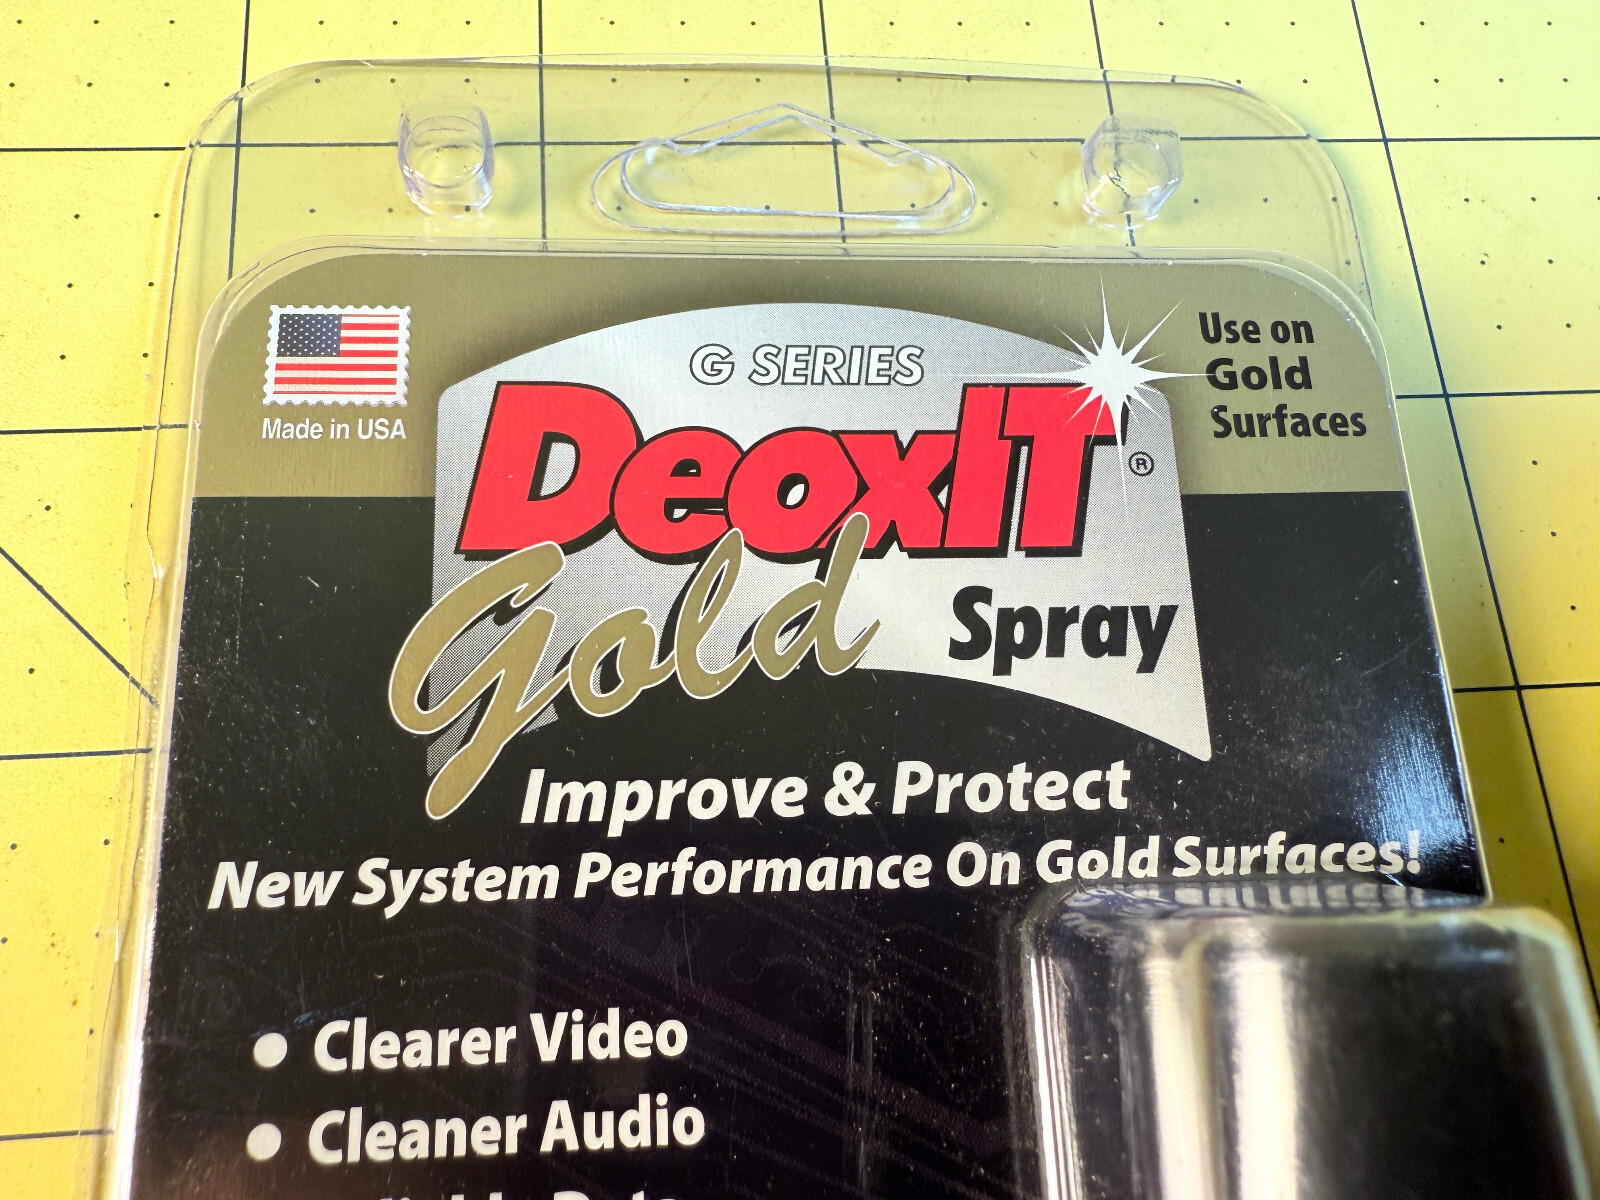 Made in USA
G SERIES
DeoxIT®
Gold Spray
Use on
Gold
Surfaces
Improve & Protect
New System Performance On Gold Surfaces!
• Clearer Video
• Cleaner Audio